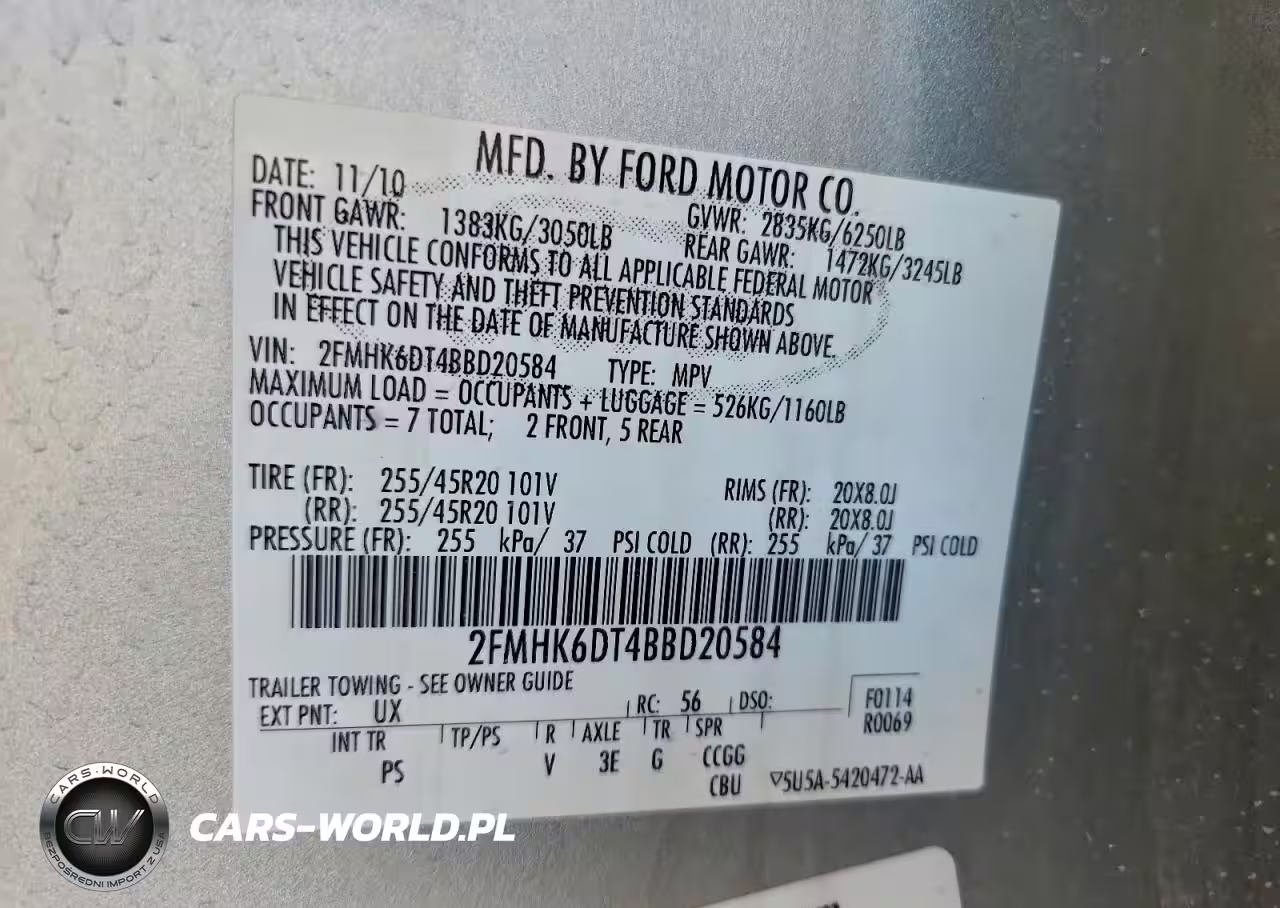 MFD. BY FORD MOTOR CO.
DATE: 11/10
GVWR: 2835KG/6250LB
FRONT GAWR: 1383KG/3050LB
REAR GAWR: 1472KG/3245LB
THIS VEHICLE CONFORMS TO ALL APPLICABLE FEDERAL MOTOR
VEHICLE SAFETY AND THEFT PREVENTION STANDARDS
IN EFFECT ON THE DATE OF MANUFACTURE SHOWN ABOVE.
VIN: 2FMHK6DT4BBD20584 TYPE: MPV
MAXIMUM LOAD = OCCUPANTS + LUGGAGE = 526KG/1160LB
OCCUPANTS = 7 TOTAL; 2 FRONT, 5 REAR
TIRE (FR): 255/45R20 101V RIMS (FR): 20X8.0J
(RR): 255/45R20 101V (RR): 20X8.0J
PRESSURE (FR): 255 kPa/ 37 PSI COLD (RR): 255 kPa/ 37 PSI COLD
2FMHK6DT4BBD20584
TRAILER TOWING - SEE OWNER GUIDE
EXT PNT: UX RC: 56 DSO: F0114
R0069
INT TR TP/PS R AXLE TR SPR
PS V 3E G CCGG
CBU ▽5U5A-5420472-AA
CARS-WORLD
CW
BEZPOŚREDNI IMPORT Z USA
CARS-WORLD.PL